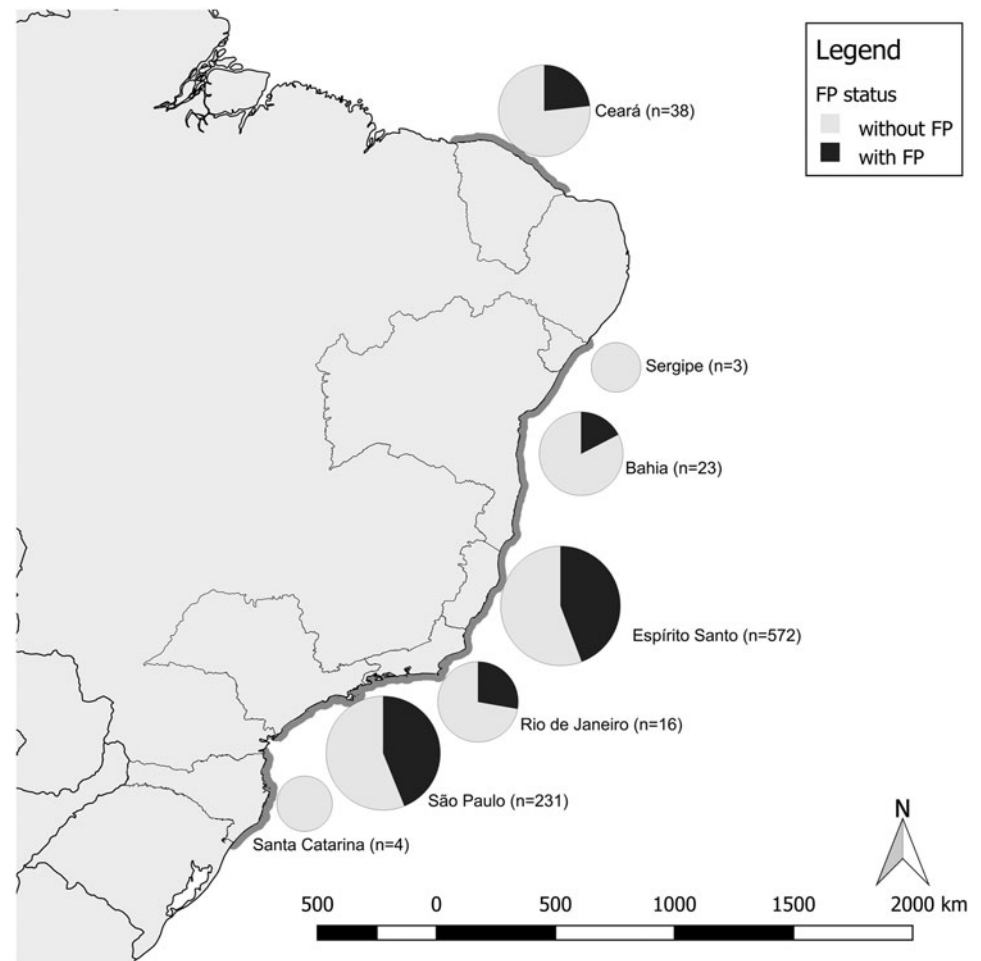 Legend
FP status
without FP
with FP
Ceará (n=38)
Sergipe (n=3)
Bahia (n=23)
Espírito Santo (n=572)
Rio de Janeiro (n=16)
São Paulo (n=231)
Santa Catarina (n=4)
N
500 0 500 1000 1500 2000 km